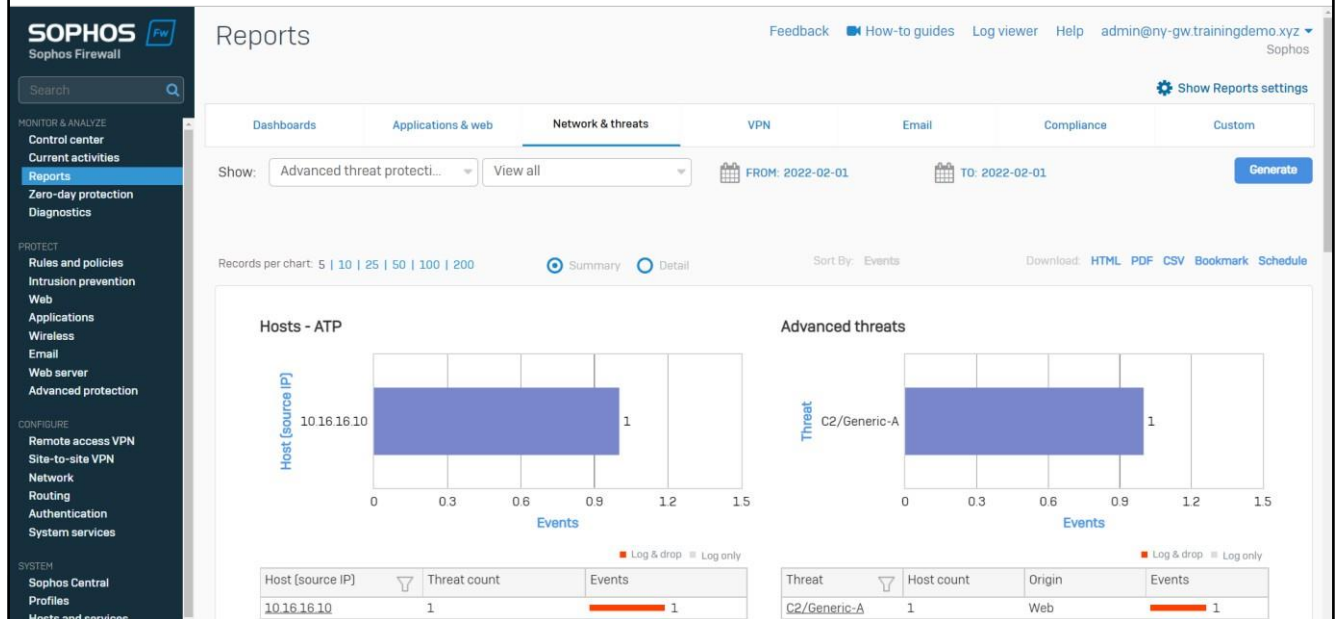 SOPHOS Fw
Sophos Firewall
Search
MONITOR & ANALYZE
Control center
Current activities
Reports
Zero-day protection
Diagnostics
PROTECT
Rules and policies
Intrusion prevention
Web
Applications
Wireless
Email
Web server
Advanced protection
CONFIGURE
Remote access VPN
Site-to-site VPN
Network
Routing
Authentication
System services
SYSTEM
Sophos Central
Profiles
Hosts and services
Reports
Feedback How-to guides Log viewer Help admin@ny-gw.trainingdemo.xyz
Sophos
Show Reports settings
Dashboards Applications & web Network & threats VPN Email Compliance Custom
Show: Advanced threat protecti... View all FROM: 2022-02-01 TO: 2022-02-01 Generate
Records per chart: 5 | 10 | 25 | 50 | 100 | 200 Summary Detail Sort By: Events Download: HTML PDF CSV Bookmark Schedule
Hosts - ATP
Host (source IP)
10.16.16.10
1
0 0.3 0.6 0.9 1.2 1.5
Events
Log & drop Log only
Host (source IP) Threat count Events
10.16.16.10 1 1
Advanced threats
Threat
C2/Generic-A
1
0 0.3 0.6 0.9 1.2 1.5
Events
Log & drop Log only
Threat Host count Origin Events
C2/Generic-A 1 Web 1